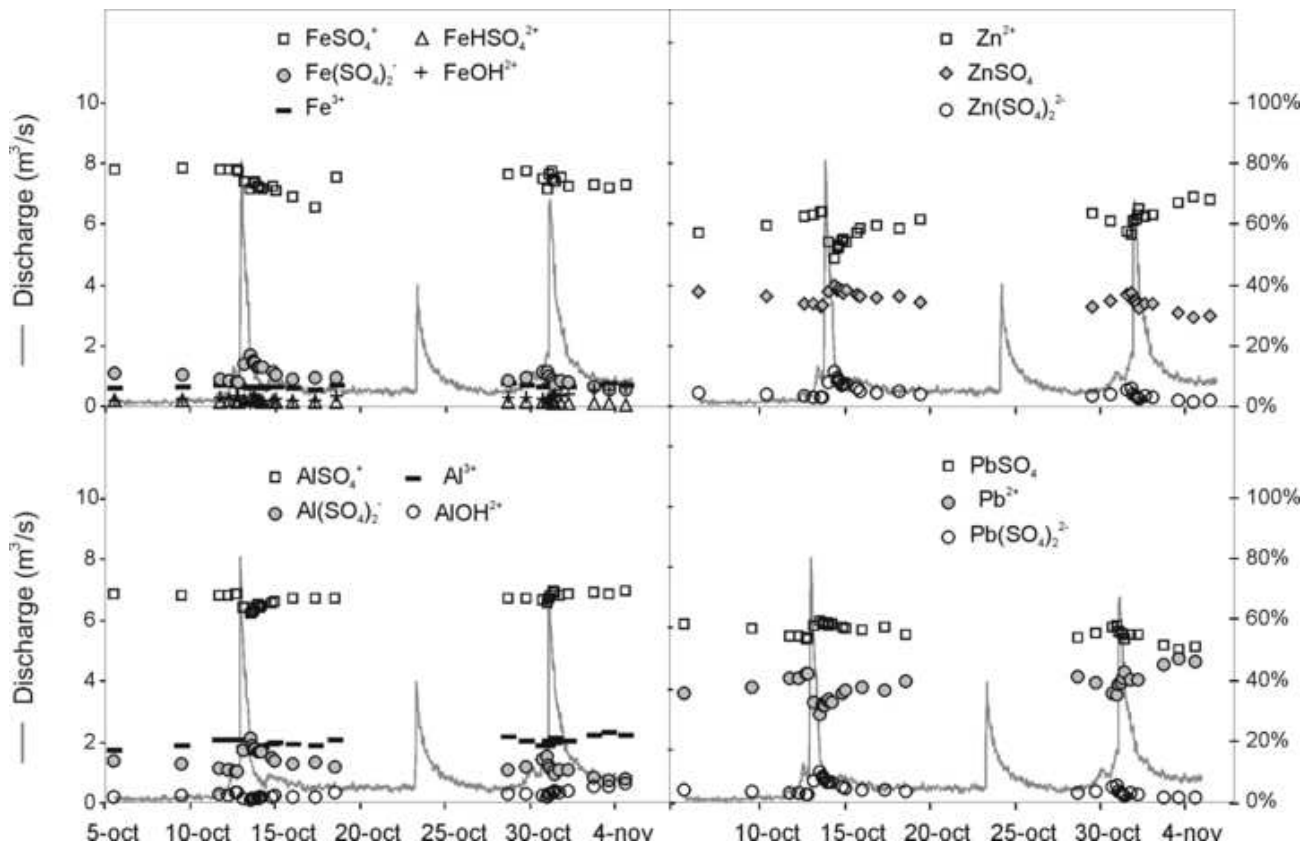 □ FeSO₄⁺ △ FeHSO₄²⁺
Fe(SO₄)₂⁻ + FeOH²⁺
Fe³⁺
Zn²⁺
ZnSO₄
Zn(SO₄)₂²⁻
Discharge (m³/s)
10
8
6
4
2
0
100%
80%
60%
40%
20%
0%
AlSO₄⁺ Al³⁺
Al(SO₄)₂⁻ AlOH²⁺
PbSO₄
Pb²⁺
Pb(SO₄)₂²⁻
Discharge (m³/s)
10
8
6
4
2
0
100%
80%
60%
40%
20%
0%
5-oct 10-oct 15-oct 20-oct 25-oct 30-oct 4-nov
10-oct 15-oct 20-oct 25-oct 30-oct 4-nov